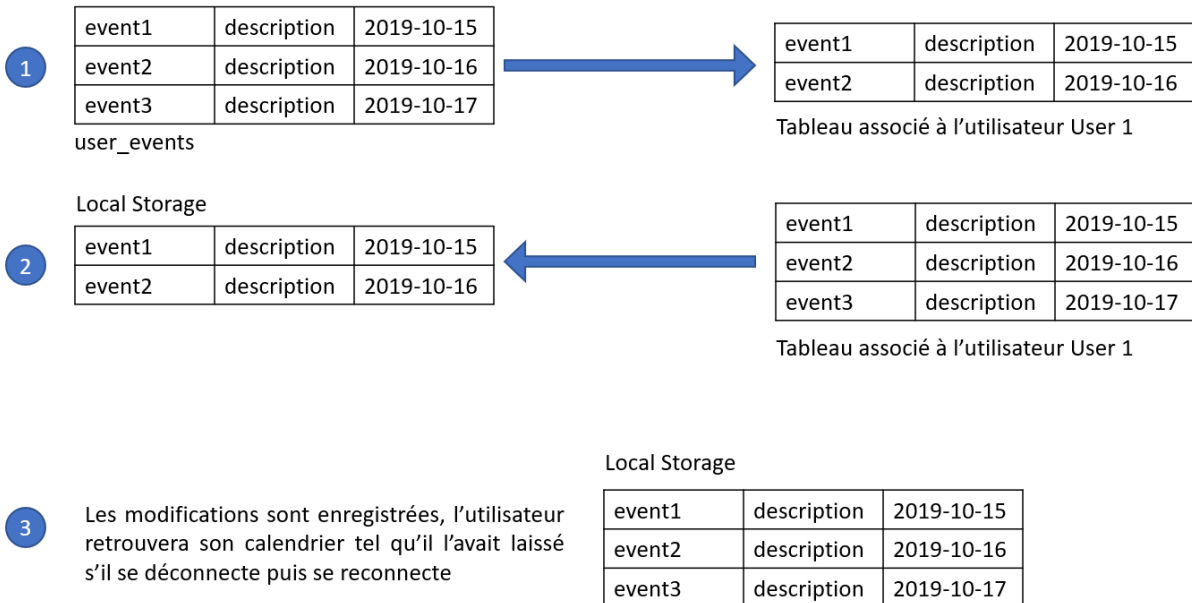 1
event1 description 2019-10-15
event2 description 2019-10-16
event3 description 2019-10-17
user_events
event1 description 2019-10-15
event2 description 2019-10-16
Tableau associé à l’utilisateur User 1
2
Local Storage
event1 description 2019-10-15
event2 description 2019-10-16
event1 description 2019-10-15
event2 description 2019-10-16
event3 description 2019-10-17
Tableau associé à l’utilisateur User 1
3
Les modifications sont enregistrées, l’utilisateur
retrouvera son calendrier tel qu’il l’avait laissé
s’il se déconnecte puis se reconnecte
Local Storage
event1 description 2019-10-15
event2 description 2019-10-16
event3 description 2019-10-17